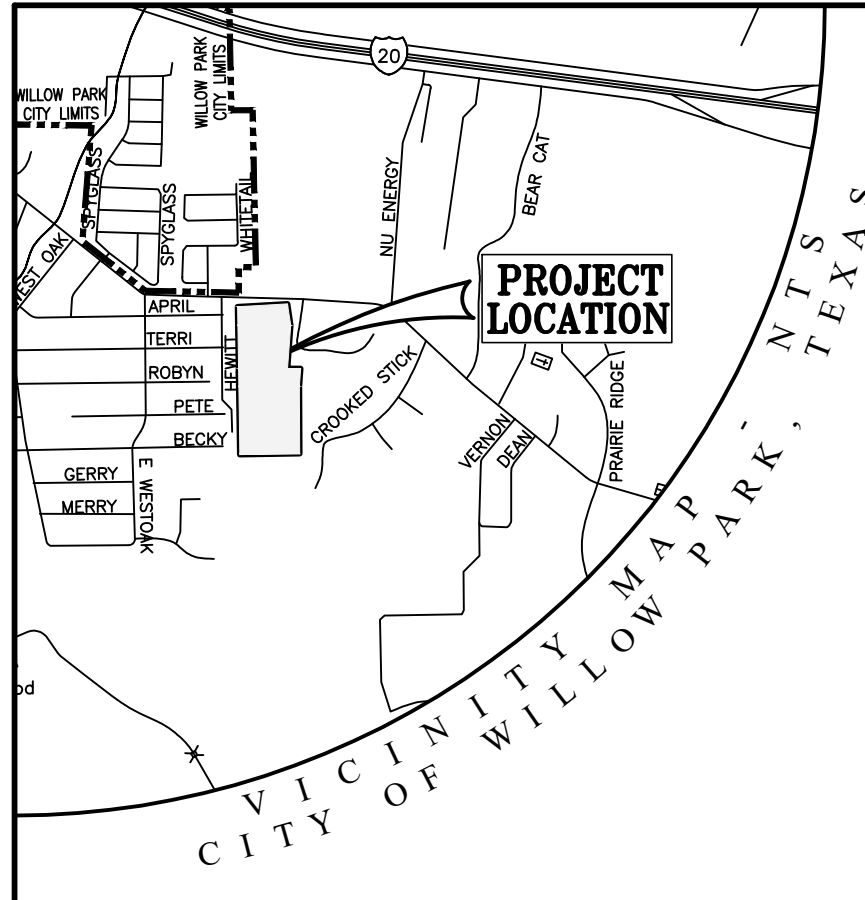 20
WILLOW PARK
CITY LIMITS
WILLOW PARK
CITY LIMITS
SPYGLASS
SPYGLASS
WHITETAIL
NU ENERGY
BEAR CAT
WEST OAK
PROJECT
LOCATION
APRIL
TERRI
HEWITT
ROBYN
PETE
BECKY
CROOKED STICK
GERRY
MERRY
E WESTOAK
VERNON
DEAN
PRAIRIE RIDGE
od
VICINITY MAP - NTS
CITY OF WILLOW PARK, TEXAS